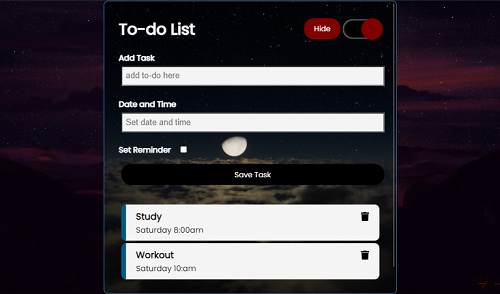 To-do List
Hide
Add Task
add to-do here
Date and Time
Set date and time
Set Reminder
Save Task
Study
Saturday 8:00am
Workout
Saturday 10:am